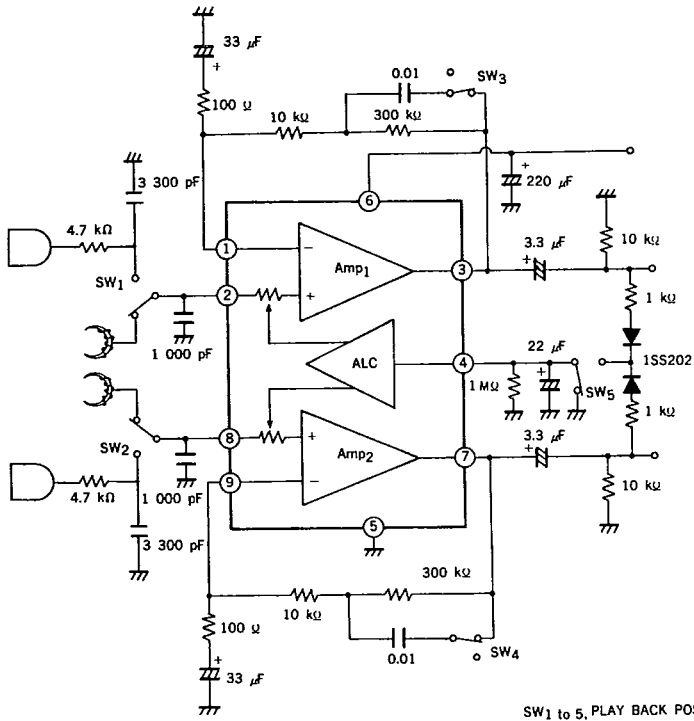 33 μF
+
100 Ω
10 kΩ
0.01
SW3
300 kΩ
3 300 pF
4.7 kΩ
SW1
1 000 pF
+
220 μF
6
1
−
Amp1
2
+
3
3.3 μF
+
10 kΩ
1 kΩ
ALC
4
1 MΩ
22 μF
+
SW5
1SS202
1 kΩ
8
+
Amp2
7
3.3 μF
+
9
−
SW2
4.7 kΩ
1 000 pF
3 300 pF
5
10 kΩ
300 kΩ
10 kΩ
100 Ω
0.01
SW4
+
33 μF
SW1 to 5, PLAY BACK PO